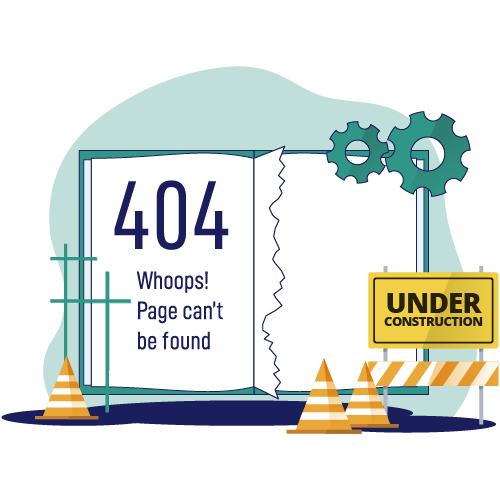 404
Whoops!
Page can't
be found
UNDER
CONSTRUCTION